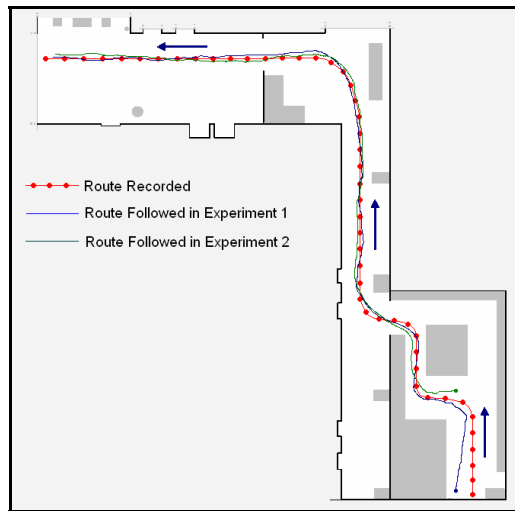 Route Recorded
Route Followed in Experiment 1
Route Followed in Experiment 2